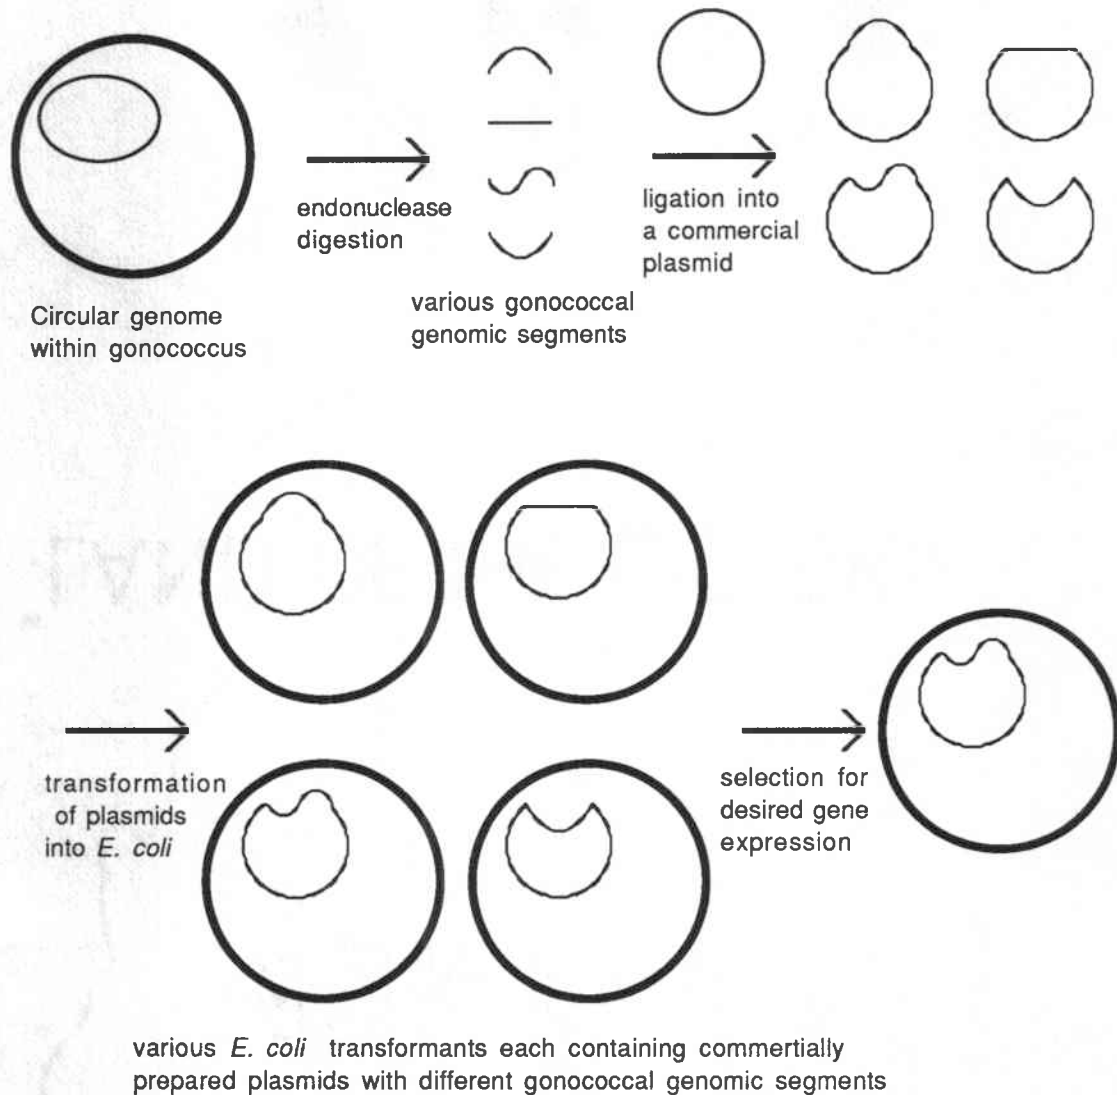 Circular genome
within gonococcus
endonuclease
digestion
various gonococcal
genomic segments
ligation into
a commercial
plasmid
transformation
of plasmids
into E. coli
various E. coli transformants each containing commertially
prepared plasmids with different gonococcal genomic segments
selection for
desired gene
expression